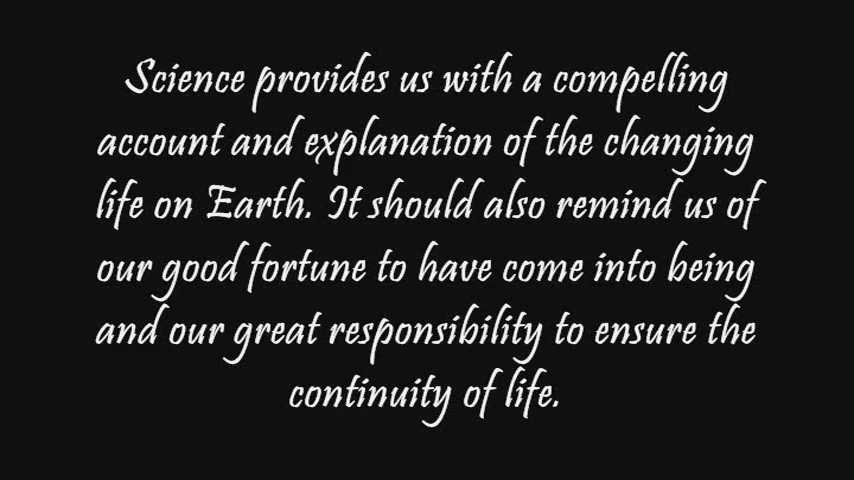 Science provides us with a compelling
account and explanation of the changing
life on Earth. It should also remind us of
our good fortune to have come into being
and our great responsibility to ensure the
continuity of life.